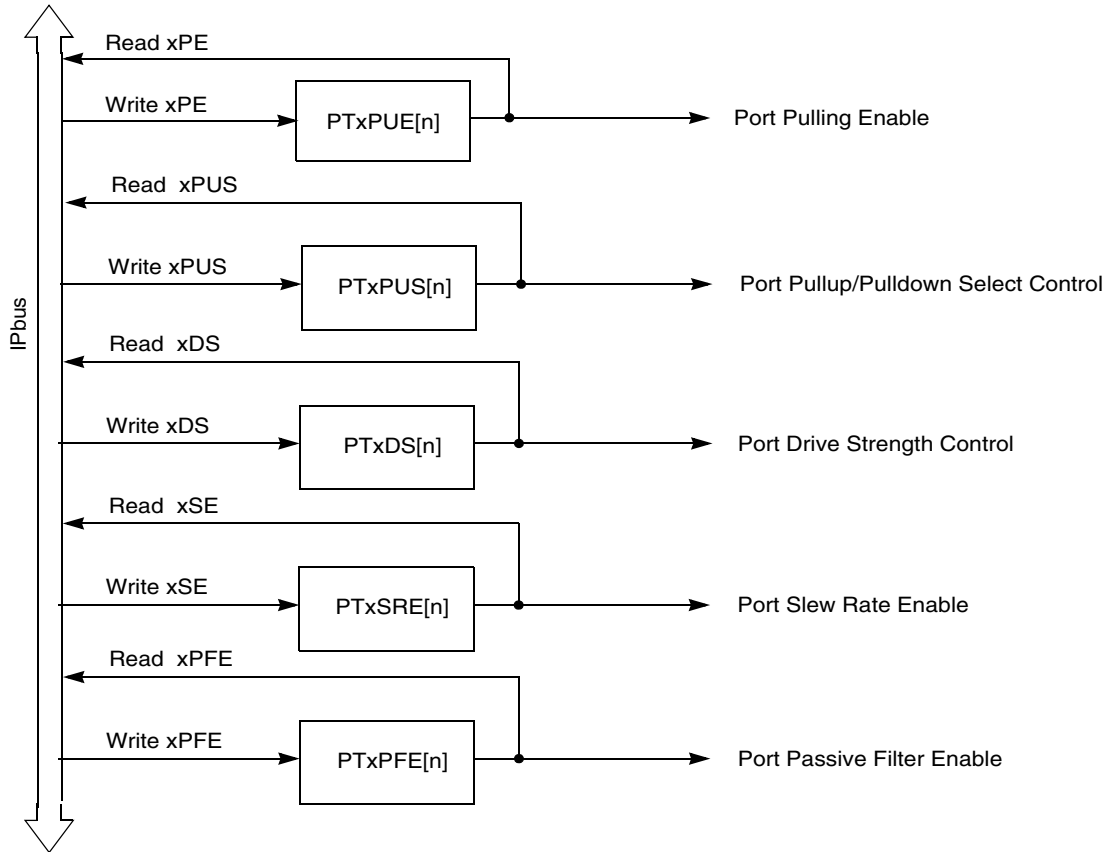 Read xPE
Write xPE
PTxPUE[n]
Port Pulling Enable
Read xPUS
Write xPUS
PTxPUS[n]
Port Pullup/Pulldown Select Control
IPbus
Read xDS
Write xDS
PTxDS[n]
Port Drive Strength Control
Read xSE
Write xSE
PTxSRE[n]
Port Slew Rate Enable
Read xPFE
Write xPFE
PTxPFE[n]
Port Passive Filter Enable